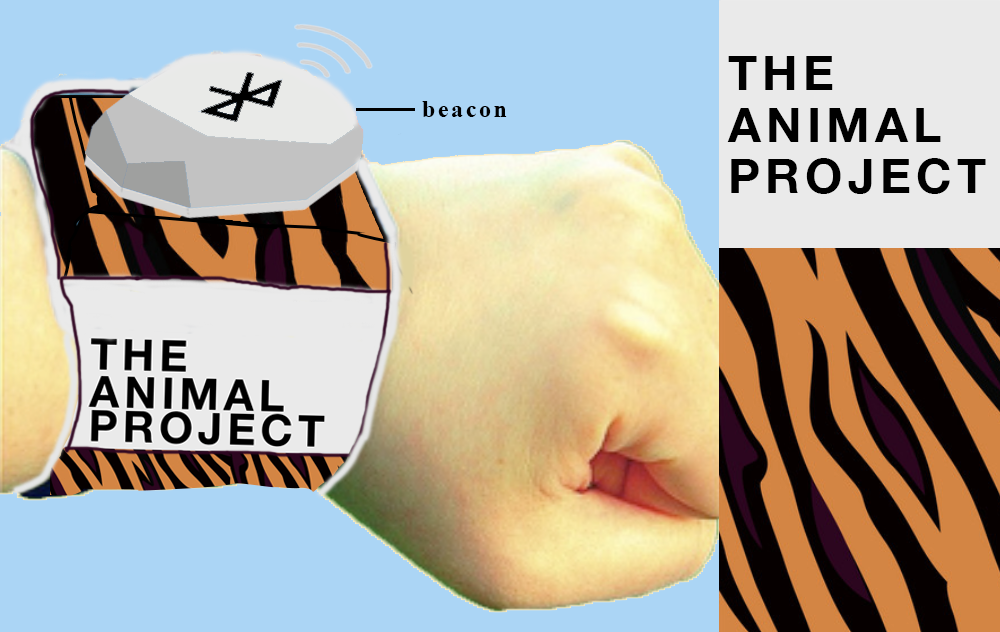 beacon
THE
ANIMAL
PROJECT
THE
ANIMAL
PROJECT